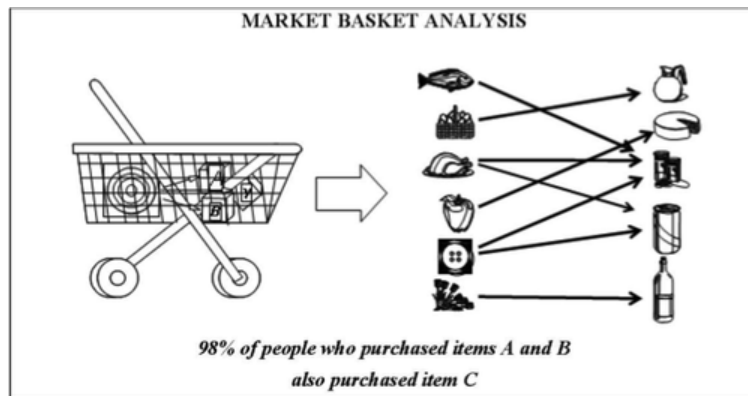 MARKET BASKET ANALYSIS
A
Y
B
98% of people who purchased items A and B
also purchased item C